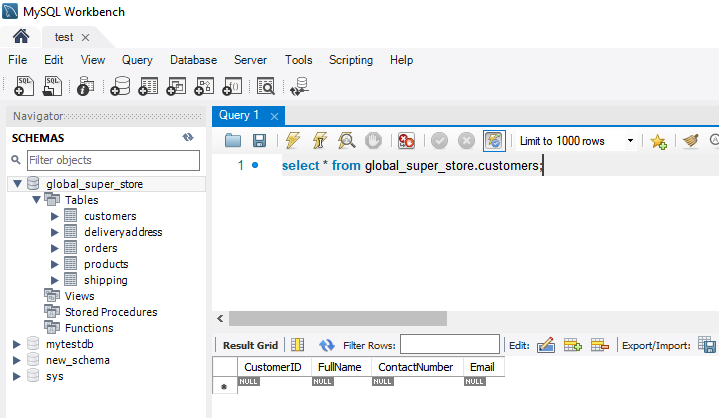 MySQL Workbench
test
File Edit View Query Database Server Tools Scripting Help
SQL SQL
Navigator
SCHEMAS
Filter objects
global_super_store
Tables
customers
deliveryaddress
orders
products
shipping
Views
Stored Procedures
Functions
mytestdb
new_schema
sys
Query 1
Limit to 1000 rows
1 select * from global_super_store.customers;
Result Grid Filter Rows: Edit: Export/Import:
CustomerID FullName ContactNumber Email
NULL NULL NULL NULL